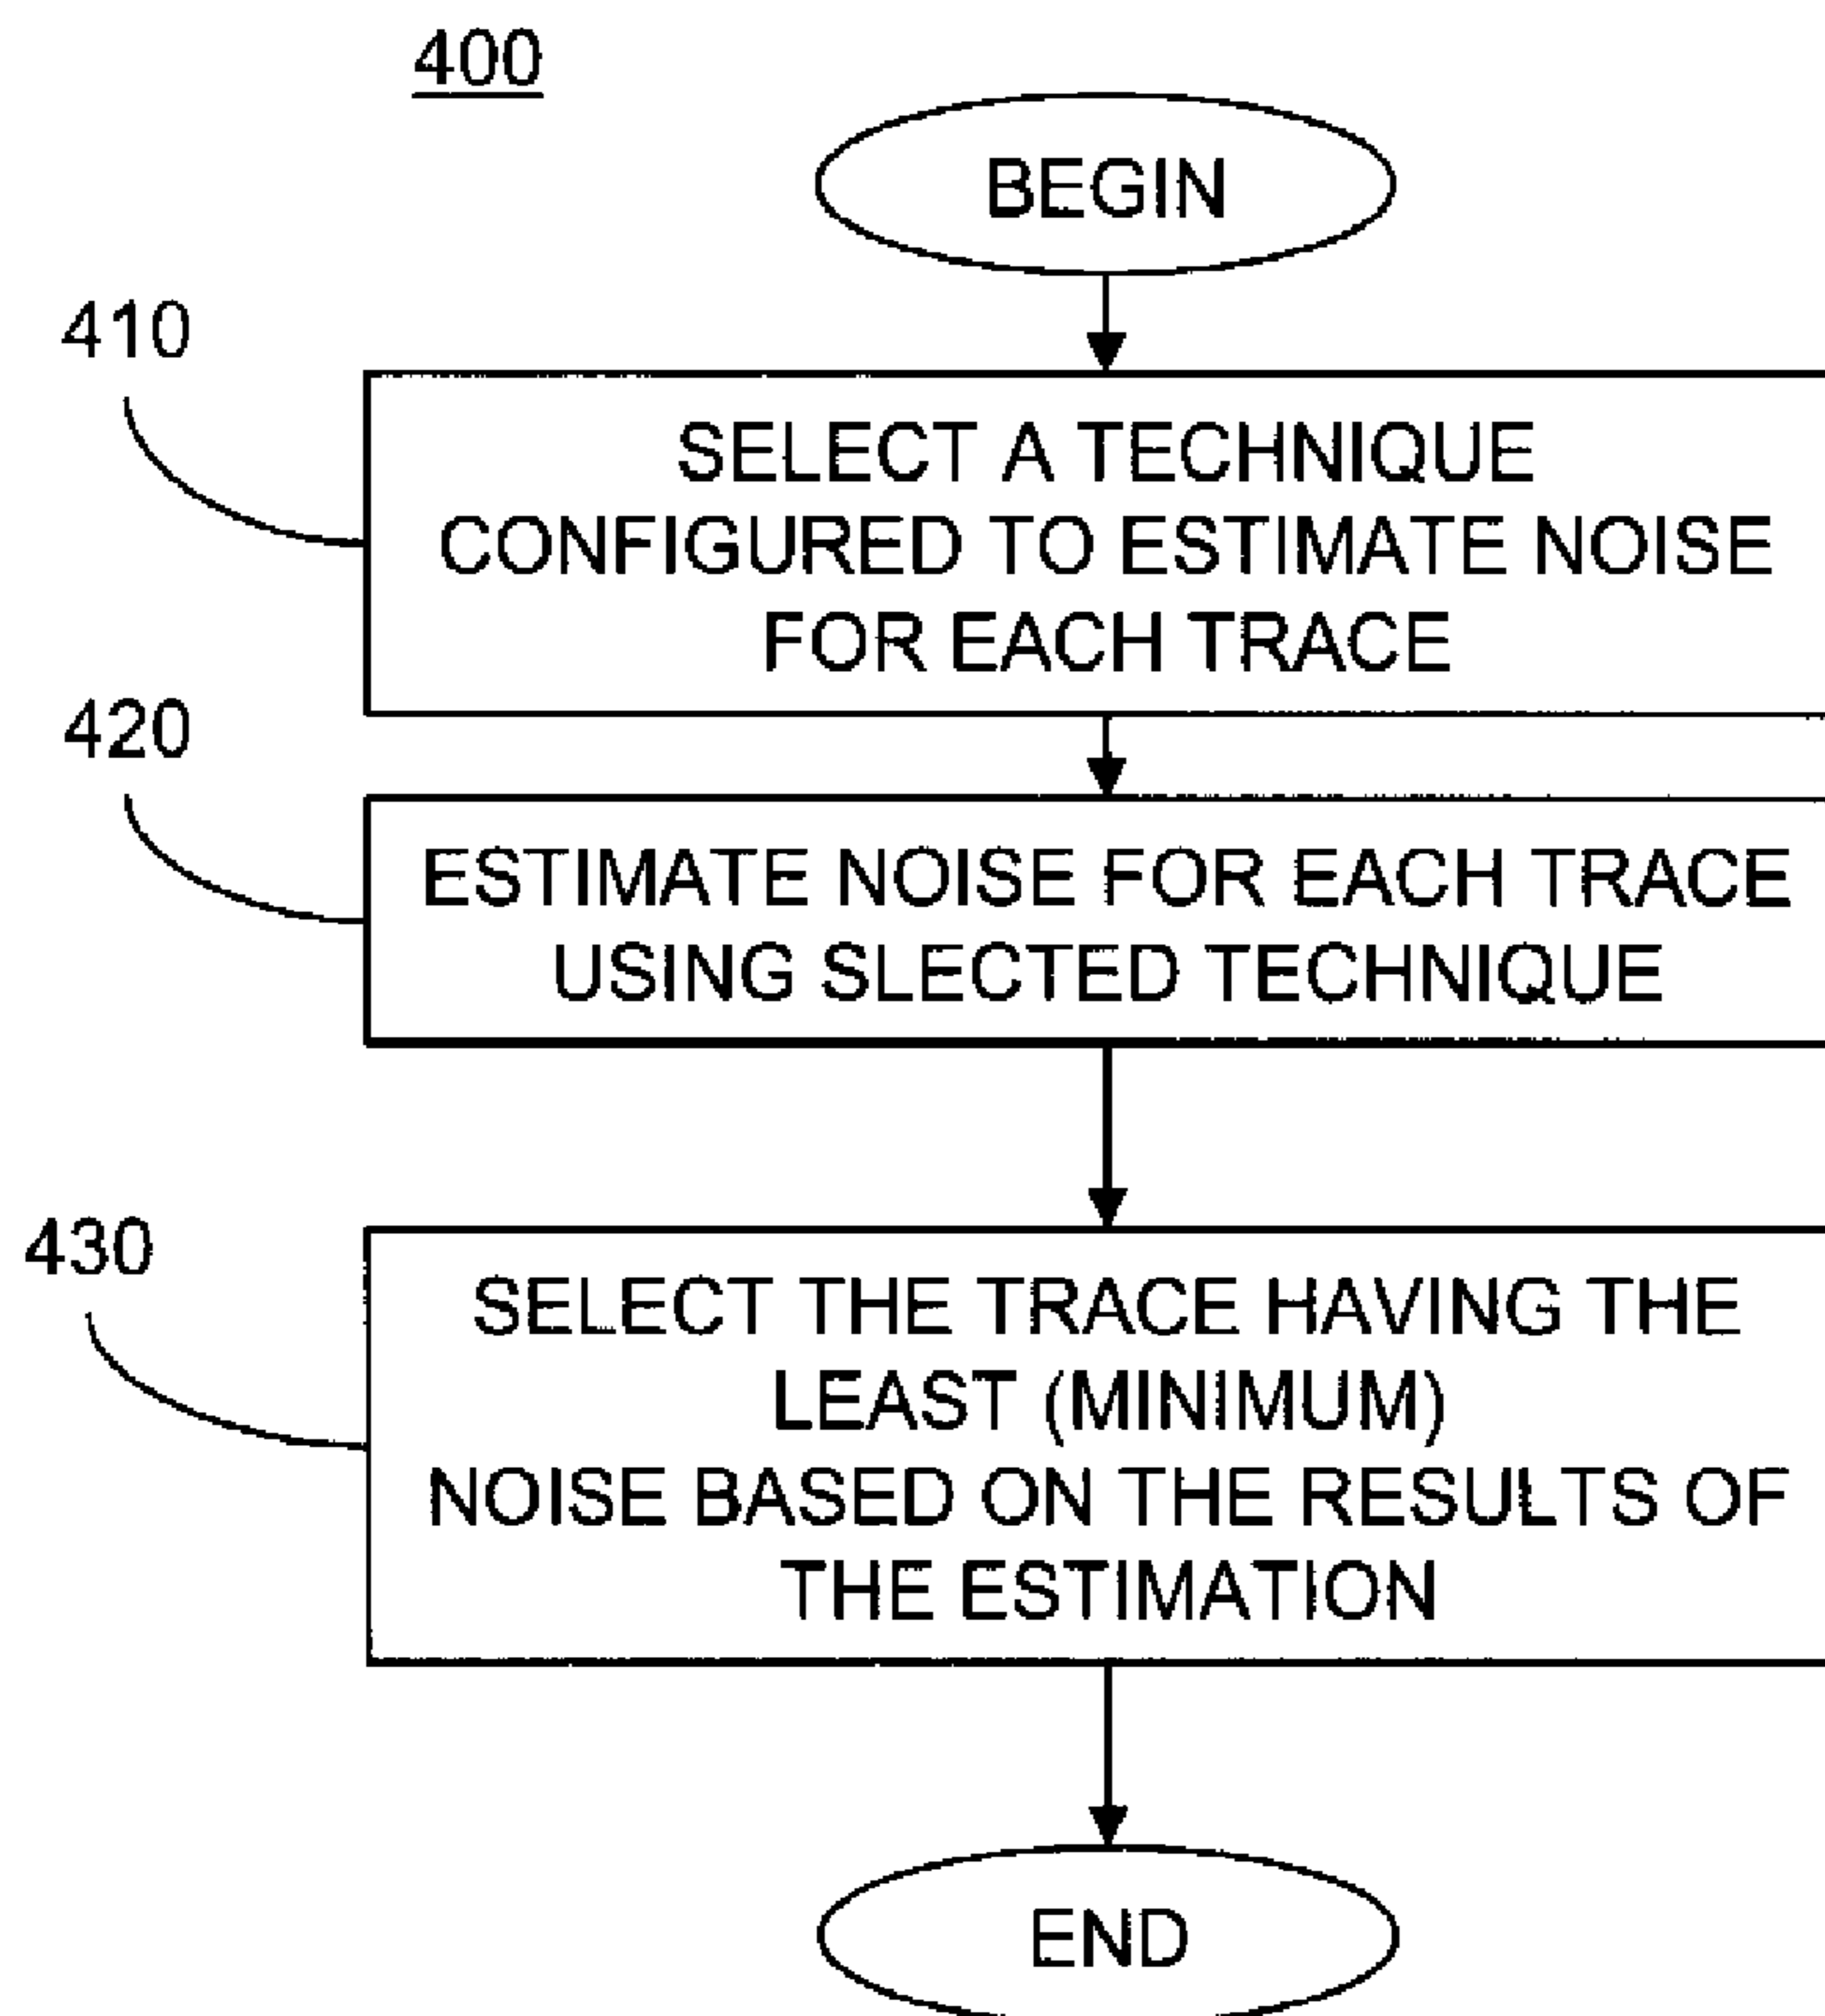 400
BEGIN
410
SELECT A TECHNIQUE
CONFIGURED TO ESTIMATE NOISE
FOR EACH TRACE
420
ESTIMATE NOISE FOR EACH TRACE
USING SLECTED TECHNIQUE
430
SELECT THE TRACE HAVING THE
LEAST (MINIMUM)
NOISE BASED ON THE RESULTS OF
THE ESTIMATION
END